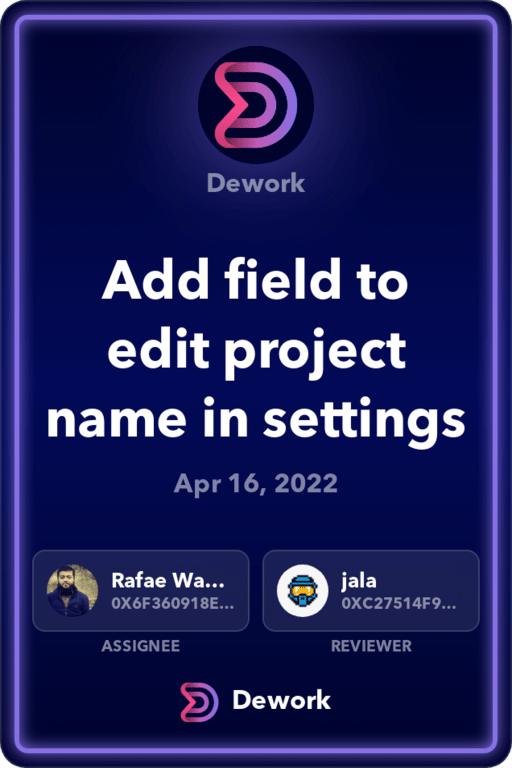 Dework
Add field to
edit project
name in settings
Apr 16, 2022
Rafae Wa...
0X6F360918E...
ASSIGNEE
jala
0XC27514F9...
REVIEWER
Dework